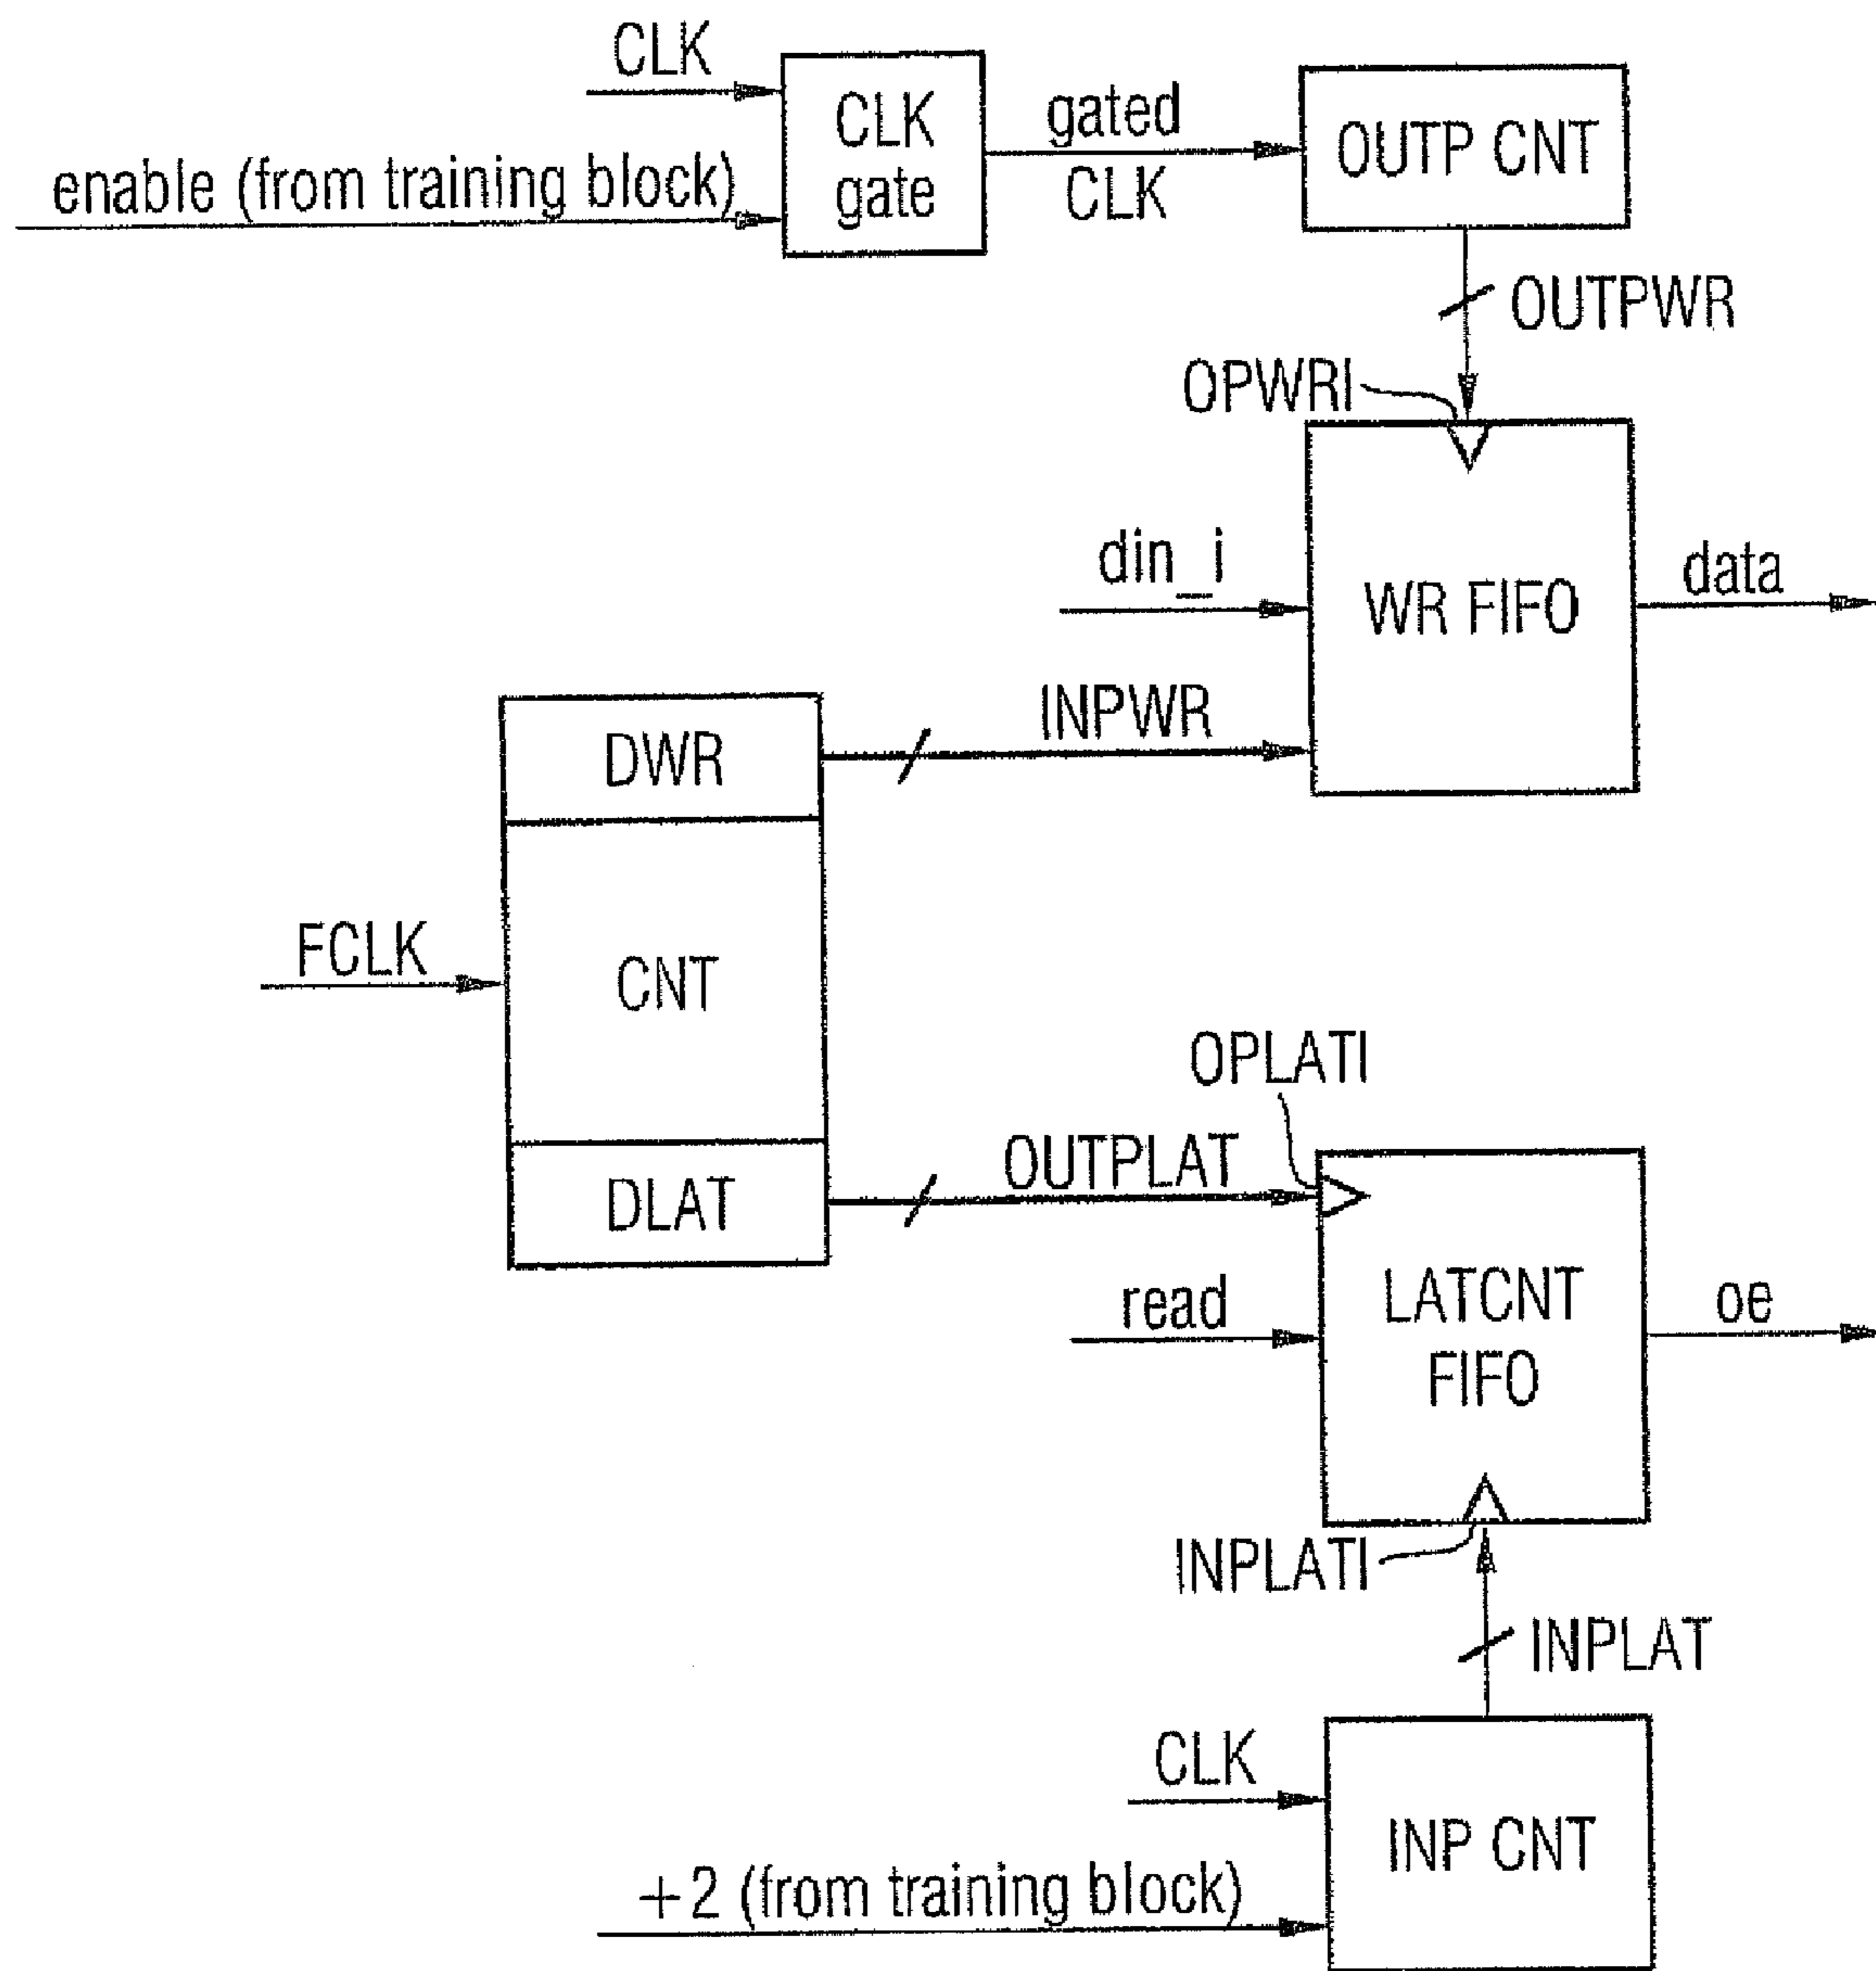 CLK
CLK
gate
enable (from training block)
gated
CLK
OUTP CNT
OUTPWR
OPWRI
din_i
WR FIFO
data
INPWR
DWR
FCLK
CNT
DLAT
OPLATI
OUTPLAT
read
LATCNT
FIFO
oe
INPLATI
INPLAT
CLK
INP CNT
+2 (from training block)